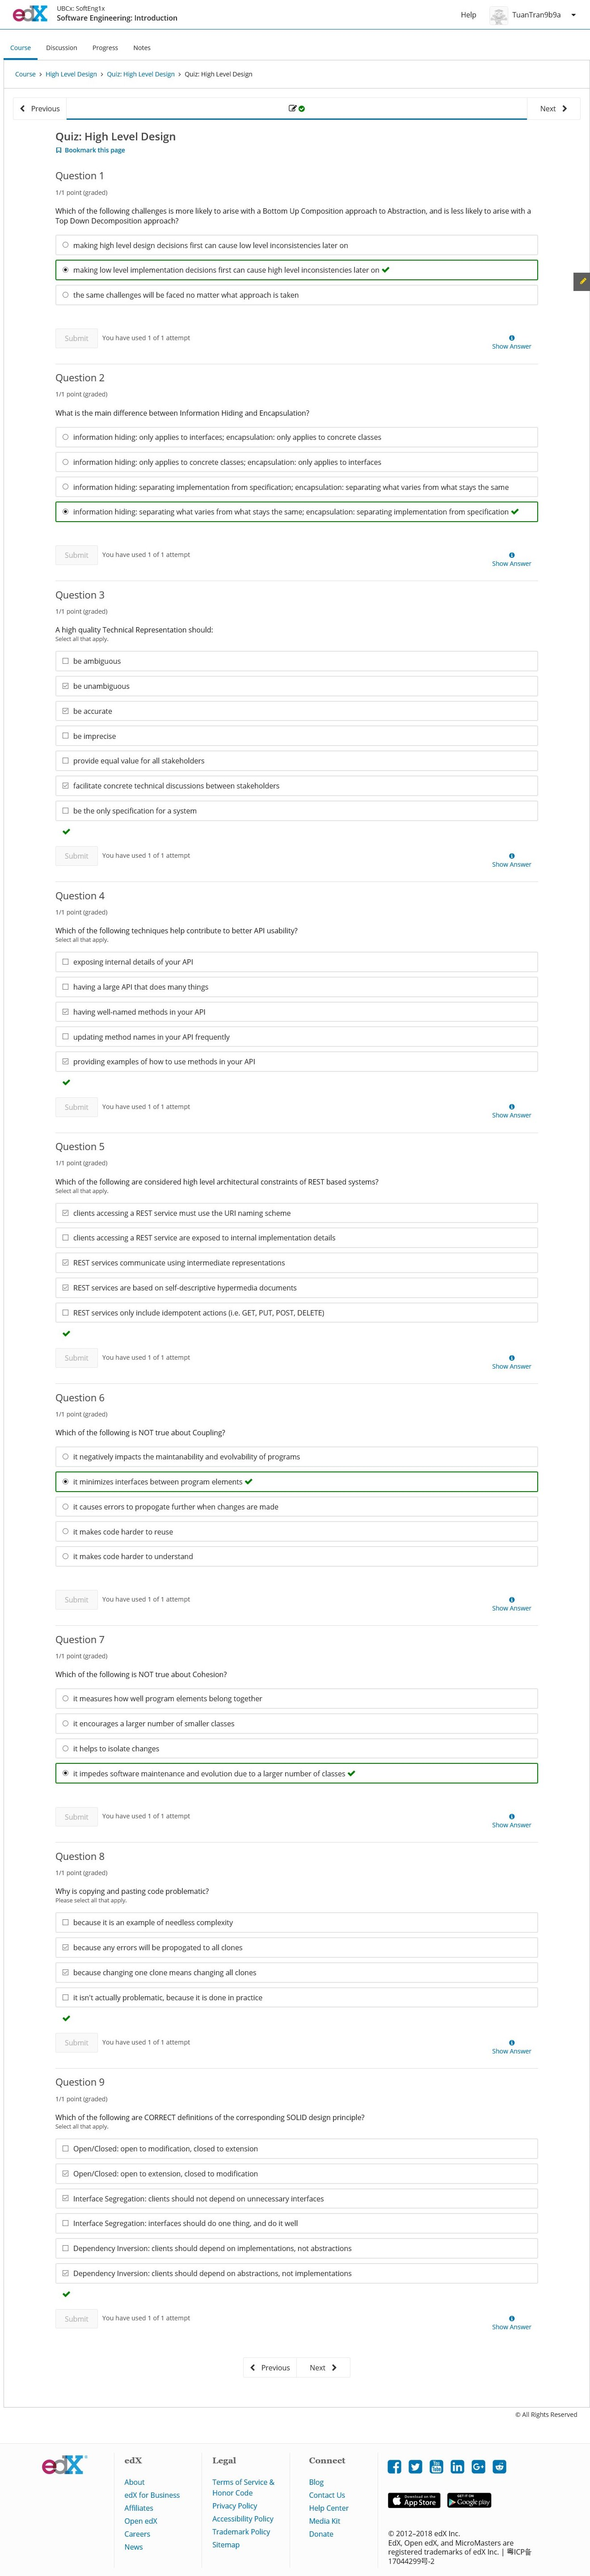 edX
UBCx: SoftEng1x
Software Engineering: Introduction
Help
TuanTran9b9a
Course Discussion Progress Notes
Course › High Level Design › Quiz: High Level Design › Quiz: High Level Design
Previous
Next
Quiz: High Level Design
Bookmark this page
Question 1
1/1 point (graded)
Which of the following challenges is more likely to arise with a Bottom Up Composition approach to Abstraction, and is less likely to arise with a
Top Down Decomposition approach?
making high level design decisions first can cause low level inconsistencies later on
making low level implementation decisions first can cause high level inconsistencies later on
the same challenges will be faced no matter what approach is taken
Submit
You have used 1 of 1 attempt
Show Answer
Question 2
1/1 point (graded)
What is the main difference between Information Hiding and Encapsulation?
information hiding: only applies to interfaces; encapsulation: only applies to concrete classes
information hiding: only applies to concrete classes; encapsulation: only applies to interfaces
information hiding: separating implementation from specification; encapsulation: separating what varies from what stays the same
information hiding: separating what varies from what stays the same; encapsulation: separating implementation from specification
Submit
You have used 1 of 1 attempt
Show Answer
Question 3
1/1 point (graded)
A high quality Technical Representation should:
Select all that apply.
be ambiguous
be unambiguous
be accurate
be imprecise
provide equal value for all stakeholders
facilitate concrete technical discussions between stakeholders
be the only specification for a system
Submit
You have used 1 of 1 attempt
Show Answer
Question 4
1/1 point (graded)
Which of the following techniques help contribute to better API usability?
Select all that apply.
exposing internal details of your API
having a large API that does many things
having well-named methods in your API
updating method names in your API frequently
providing examples of how to use methods in your API
Submit
You have used 1 of 1 attempt
Show Answer
Question 5
1/1 point (graded)
Which of the following are considered high level architectural constraints of REST based systems?
Select all that apply.
clients accessing a REST service must use the URI naming scheme
clients accessing a REST service are exposed to internal implementation details
REST services communicate using intermediate representations
REST services are based on self-descriptive hypermedia documents
REST services only include idempotent actions (i.e. GET, PUT, POST, DELETE)
Submit
You have used 1 of 1 attempt
Show Answer
Question 6
1/1 point (graded)
Which of the following is NOT true about Coupling?
it negatively impacts the maintanability and evolvability of programs
it minimizes interfaces between program elements
it causes errors to propogate further when changes are made
it makes code harder to reuse
it makes code harder to understand
Submit
You have used 1 of 1 attempt
Show Answer
Question 7
1/1 point (graded)
Which of the following is NOT true about Cohesion?
it measures how well program elements belong together
it encourages a larger number of smaller classes
it helps to isolate changes
it impedes software maintenance and evolution due to a larger number of classes
Submit
You have used 1 of 1 attempt
Show Answer
Question 8
1/1 point (graded)
Why is copying and pasting code problematic?
Please select all that apply.
because it is an example of needless complexity
because any errors will be propogated to all clones
because changing one clone means changing all clones
it isn't actually problematic, because it is done in practice
Submit
You have used 1 of 1 attempt
Show Answer
Question 9
1/1 point (graded)
Which of the following are CORRECT definitions of the corresponding SOLID design principle?
Select all that apply.
Open/Closed: open to modification, closed to extension
Open/Closed: open to extension, closed to modification
Interface Segregation: clients should not depend on unnecessary interfaces
Interface Segregation: interfaces should do one thing, and do it well
Dependency Inversion: clients should depend on implementations, not abstractions
Dependency Inversion: clients should depend on abstractions, not implementations
Submit
You have used 1 of 1 attempt
Show Answer
Previous
Next
© All Rights Reserved
edX
edX
About
edX for Business
Affiliates
Open edX
Careers
News
Legal
Terms of Service &
Honor Code
Privacy Policy
Accessibility Policy
Trademark Policy
Sitemap
Connect
Blog
Contact Us
Help Center
Media Kit
Donate
Download on the
App Store
GET IT ON
Google play
© 2012–2018 edX Inc.
EdX, Open edX, and MicroMasters are
registered trademarks of edX Inc. | 粤ICP备
17044299号-2